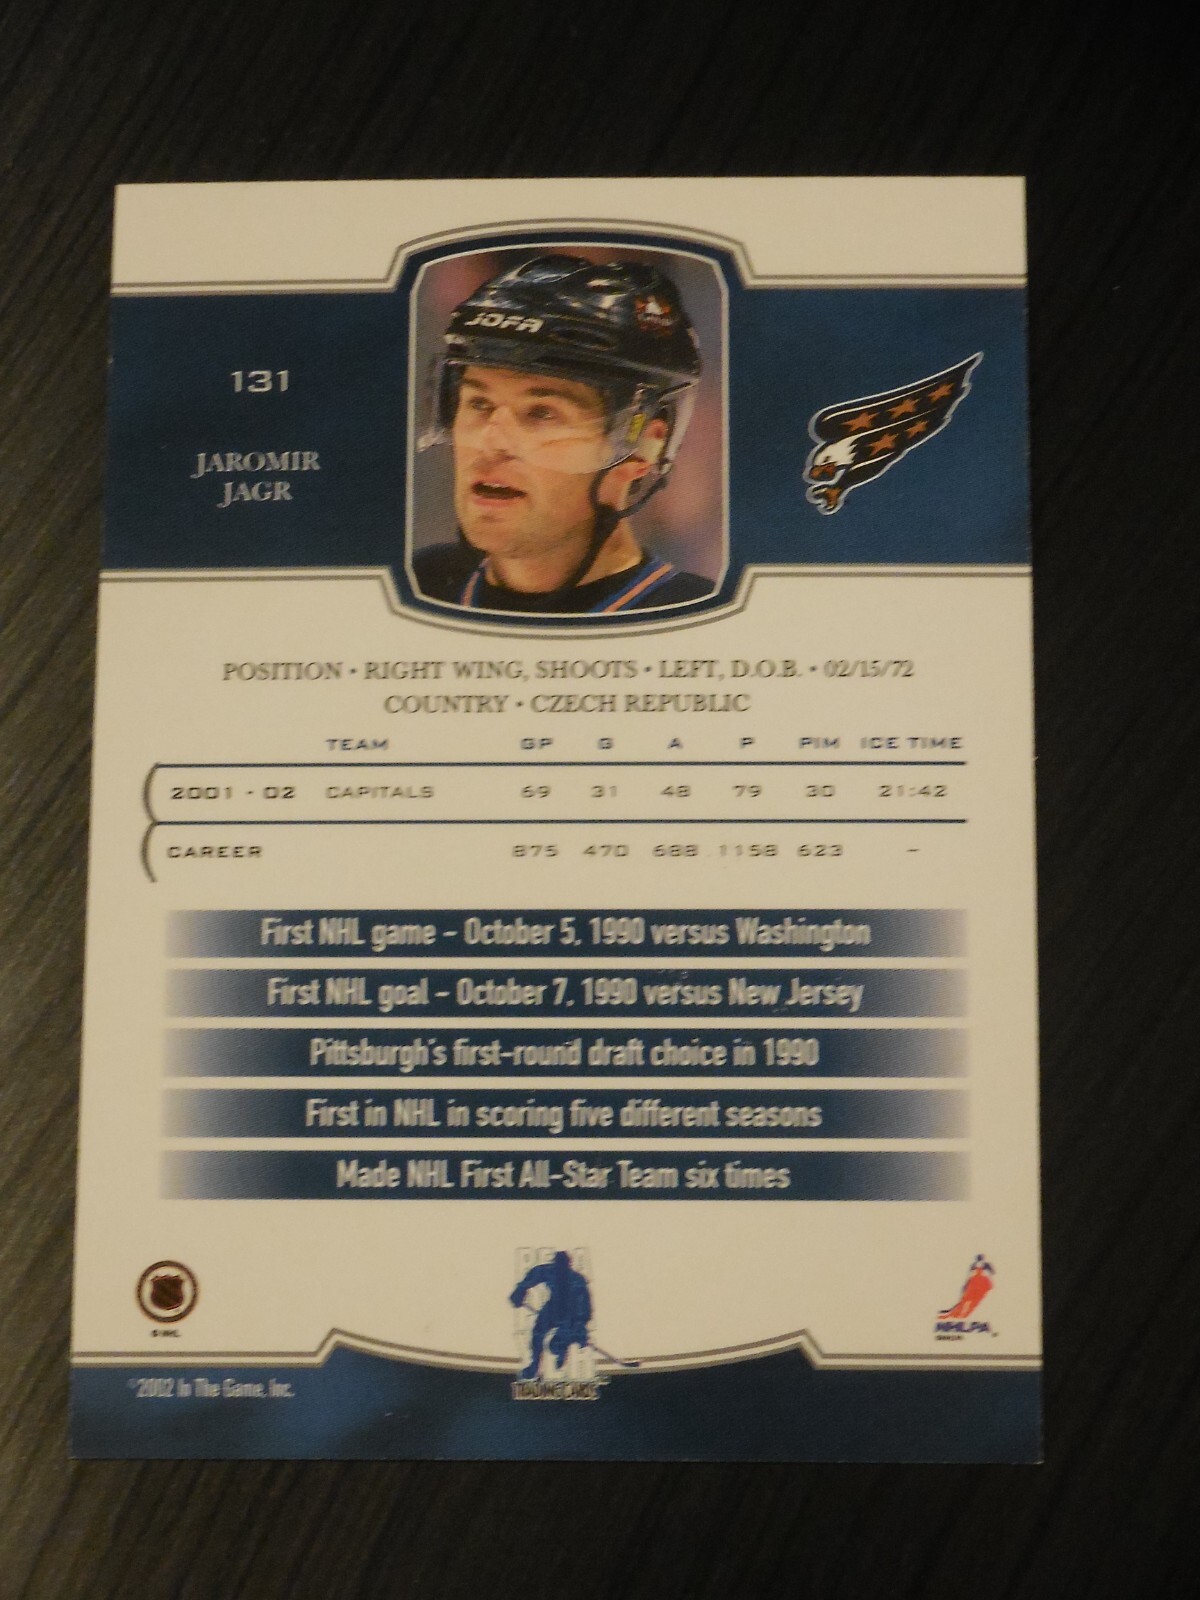 JOFA
131
JAROMIR
JAGR
POSITION • RIGHT WING, SHOOTS • LEFT, D.O.B. • 02/15/72
COUNTRY • CZECH REPUBLIC
TEAM GP G A P PIM ICE TIME
2001 - 02 CAPITALS 69 31 48 79 30 21:42
CAREER 875 470 688 1158 623 –
First NHL game – October 5, 1990 versus Washington
First NHL goal – October 7, 1990 versus New Jersey
Pittsburgh's first-round draft choice in 1990
First in NHL in scoring five different seasons
Made NHL First All-Star Team six times
NHLPA
TRADING CARDS
©2002 In The Game, Inc.